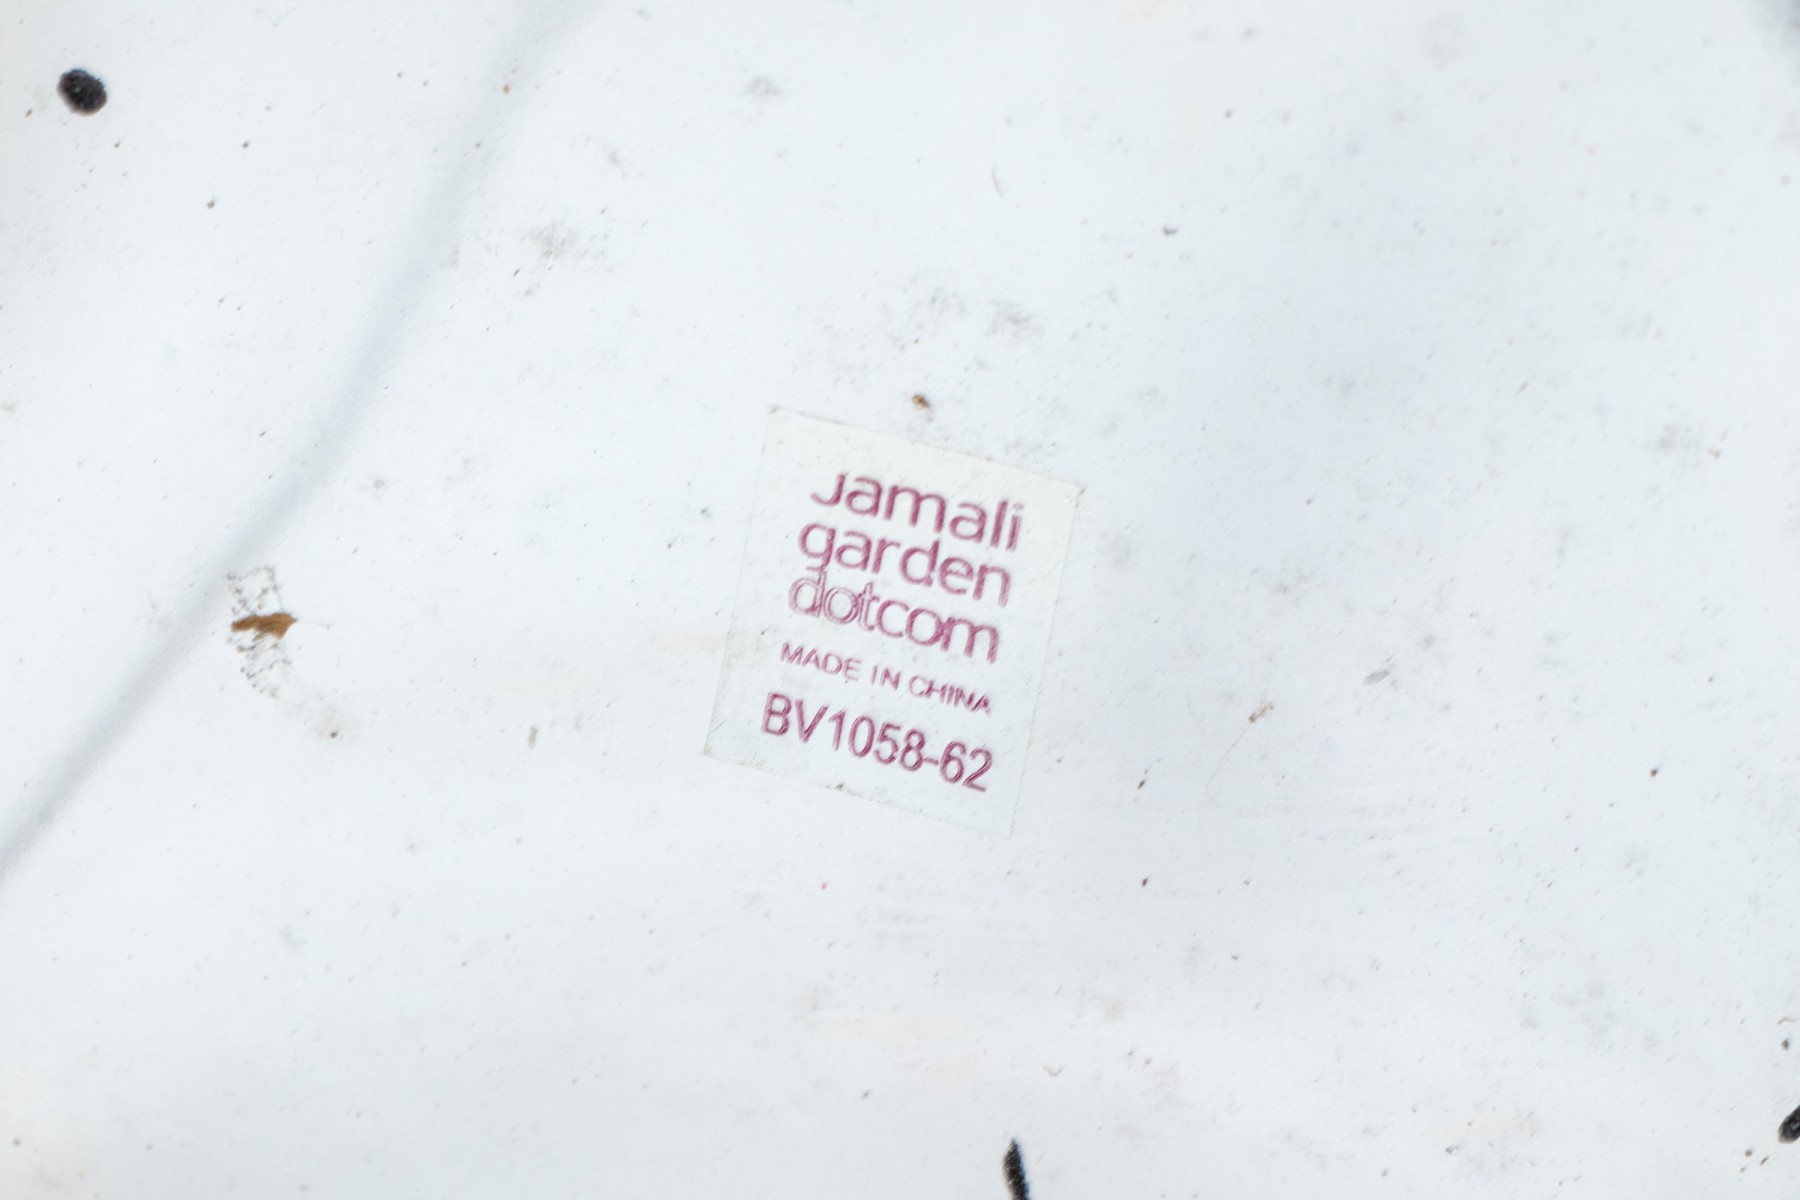 Jamali
garden
dotcom
MADE IN CHINA
BV1058-62